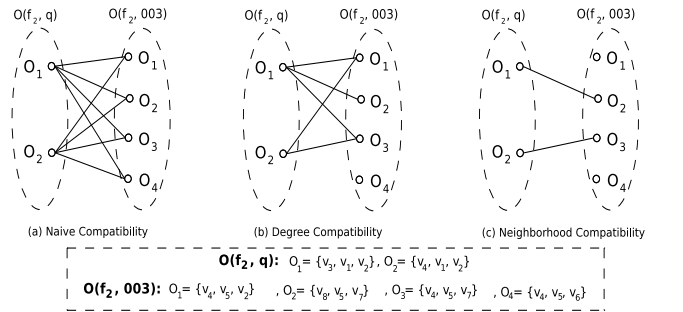 O(f₂, q) O(f₂, 003) O(f₂, q) O(f₂, 003) O(f₂, q) O(f₂, 003)
O₁ O₁ O₁ O₁ O₁ O₁
O₂ O₂ O₂
O₂ O₃ O₂ O₃ O₂ O₃
O₄ O₄ O₄
(a) Naive Compatibility (b) Degree Compatibility (c) Neighborhood Compatibility
O(f₂, q): O₁= {v₃, v₁, v₂}, O₂= {v₄, v₁, v₂}
O(f₂, 003): O₁= {v₄, v₅, v₂} , O₂= {v₈, v₅, v₇} , O₃= {v₄, v₅, v₇} , O₄= {v₄, v₅, v₆}